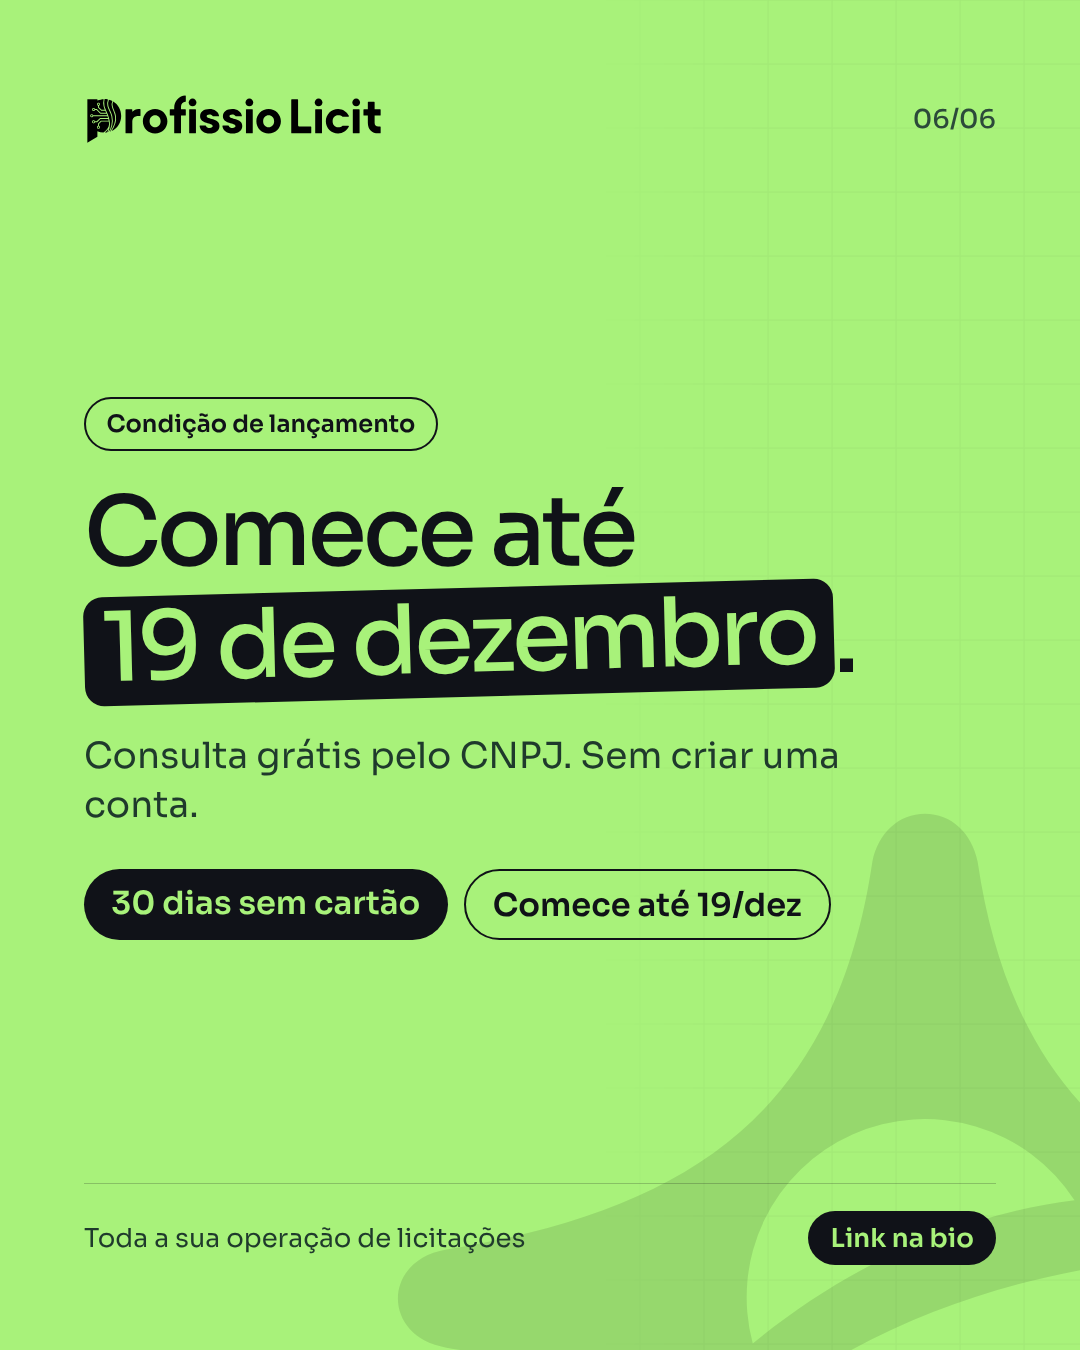 Profissio Licit
06/06
Condição de lançamento
Comece até
19 de dezembro.
Consulta grátis pelo CNPJ. Sem criar uma
conta.
30 dias sem cartão
Comece até 19/dez
Toda a sua operação de licitações
Link na bio